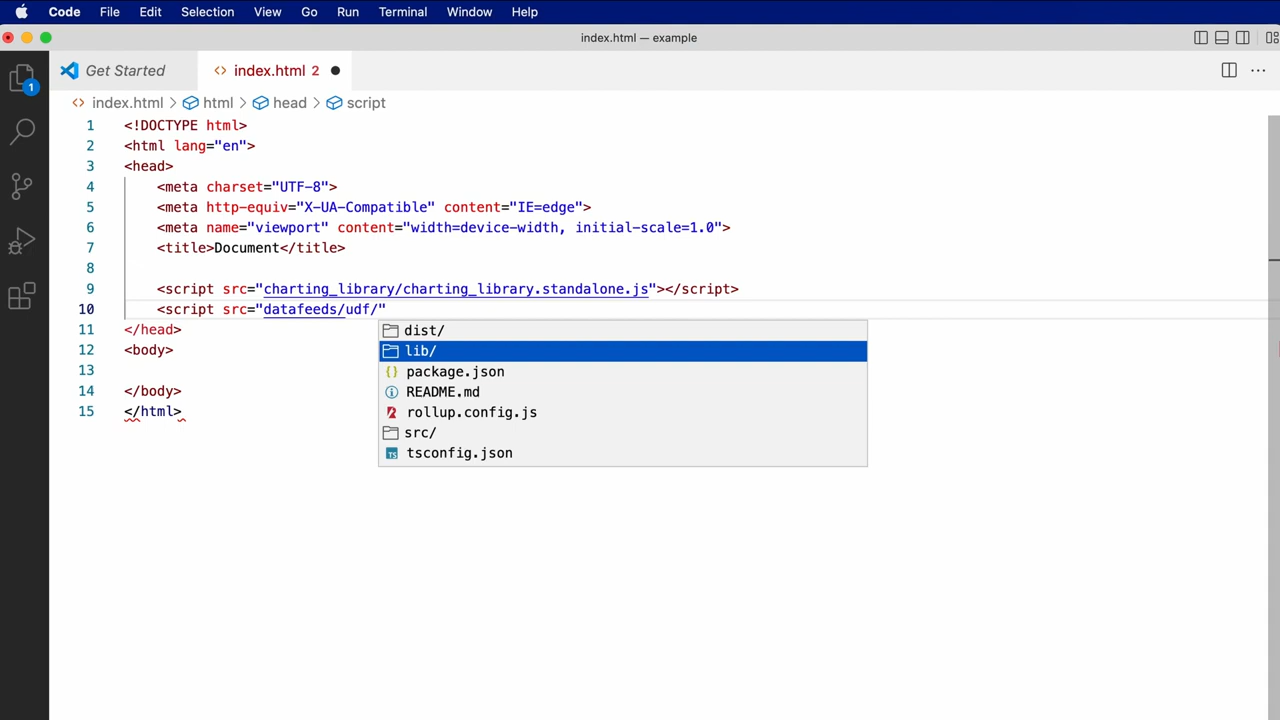 Code File Edit Selection View Go Run Terminal Window Help
index.html — example
1
Get Started index.html 2
index.html > html > head > script
1 <!DOCTYPE html>
2 <html lang="en">
3 <head>
4 <meta charset="UTF-8">
5 <meta http-equiv="X-UA-Compatible" content="IE=edge">
6 <meta name="viewport" content="width=device-width, initial-scale=1.0">
7 <title>Document</title>
8
9 <script src="charting_library/charting_library.standalone.js"></script>
10 <script src="datafeeds/udf/"
11 </head>
12 <body>
13
14 </body>
15 </html>
dist/
lib/
{} package.json
README.md
rollup.config.js
src/
TS tsconfig.json